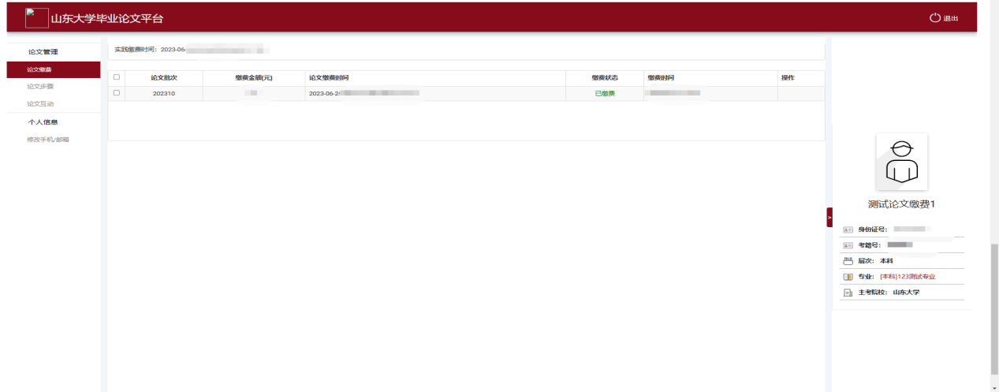 山东大学毕业论文平台
退出
论文管理
论文缴费
论文步骤
论文互动
个人信息
修改手机/邮箱
实践缴费时间：2023-06-
论文批次 缴费金额(元) 论文缴费时间 缴费状态 缴费时间 操作
202310 2023-06-2 已缴费
测试论文缴费1
身份证号：
考籍号：
层次： 本科
专业： [本科]123测试专业
主考院校： 山东大学